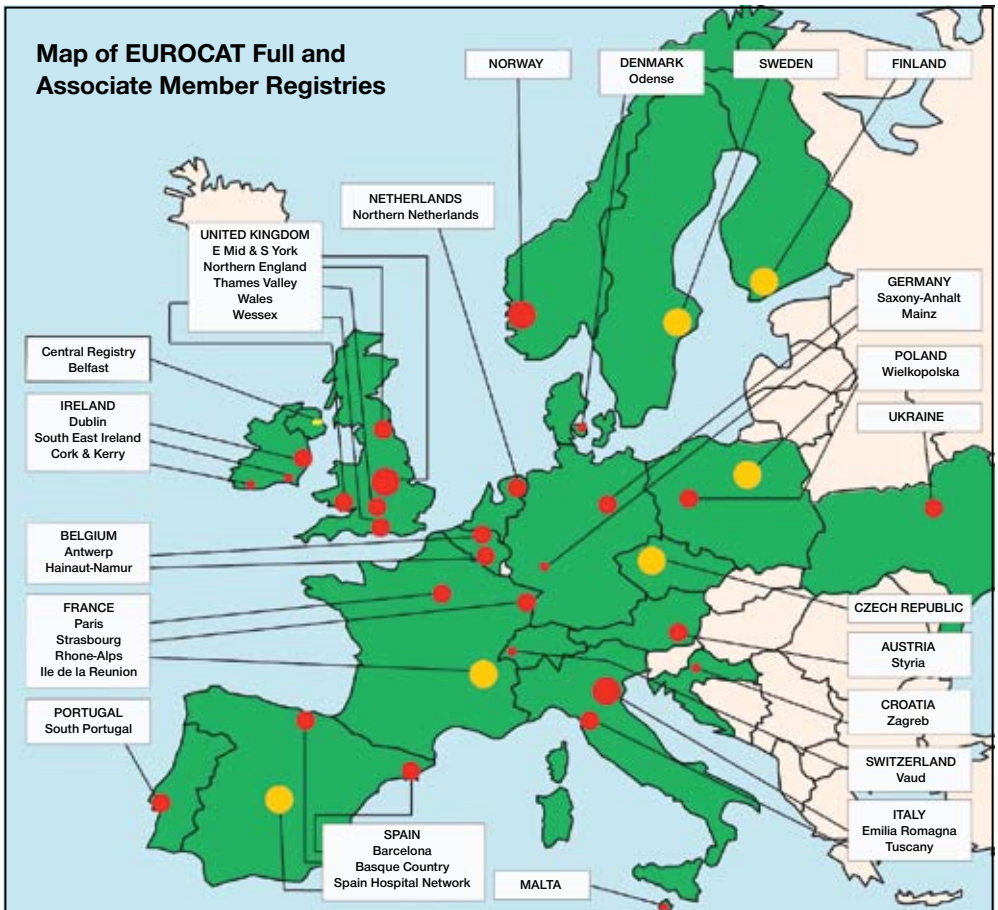 Map of EUROCAT Full and
Associate Member Registries
NORWAY
DENMARK
Odense
SWEDEN
FINLAND
NETHERLANDS
Northern Netherlands
UNITED KINGDOM
E Mid & S York
Northern England
Thames Valley
Wales
Wessex
GERMANY
Saxony-Anhalt
Mainz
Central Registry
Belfast
POLAND
Wielkopolska
IRELAND
Dublin
South East Ireland
Cork & Kerry
UKRAINE
BELGIUM
Antwerp
Hainaut-Namur
FRANCE
Paris
Strasbourg
Rhone-Alps
Ile de la Reunion
CZECH REPUBLIC
AUSTRIA
Styria
PORTUGAL
South Portugal
CROATIA
Zagreb
SWITZERLAND
Vaud
ITALY
Emilia Romagna
Tuscany
SPAIN
Barcelona
Basque Country
Spain Hospital Network
MALTA